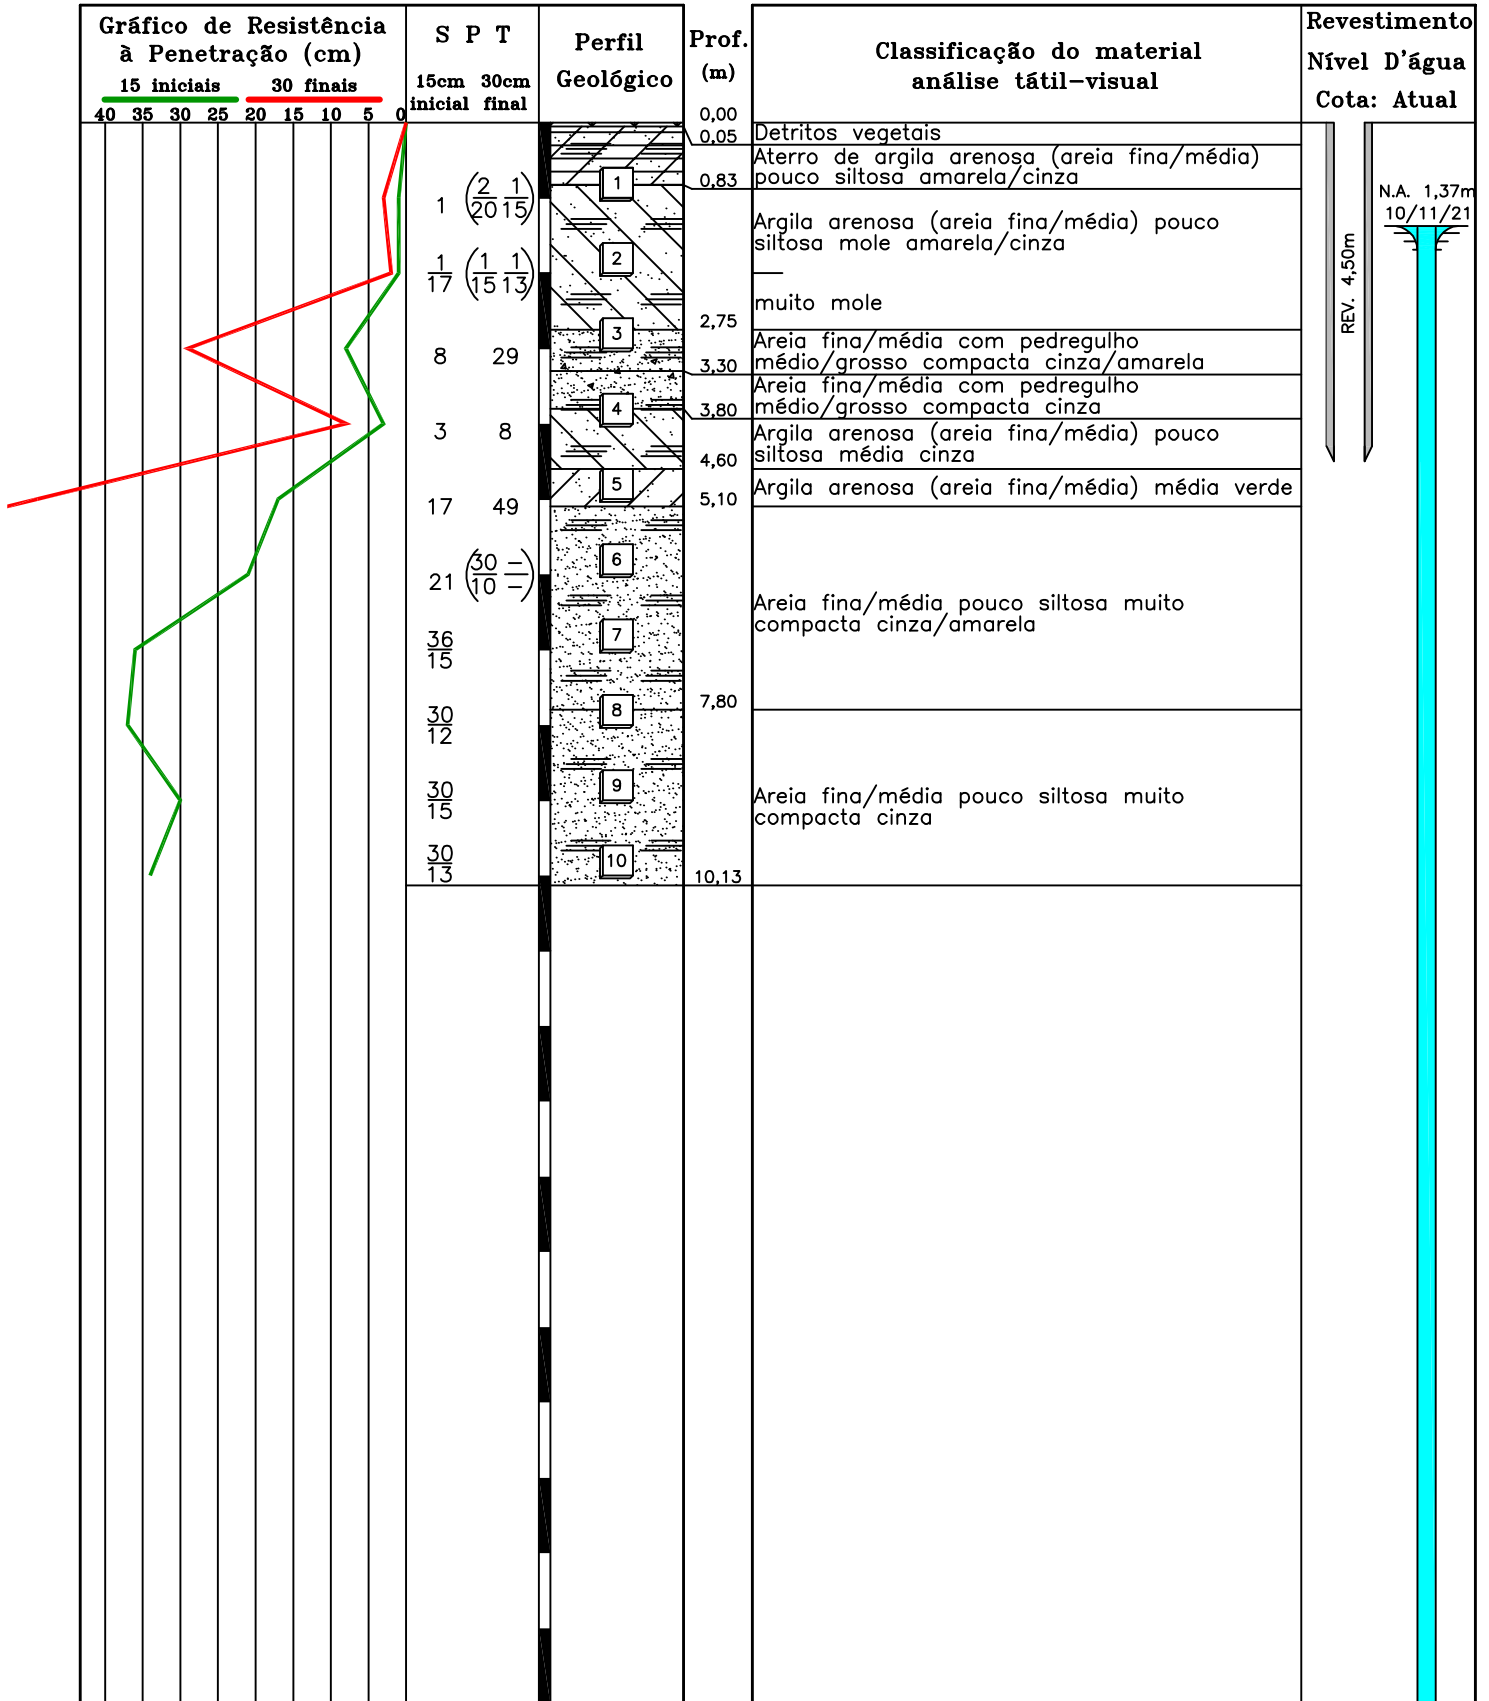 Gráfico de Resistência
à Penetração (cm)
15 iniciais 30 finais
40 35 30 25 20 15 10 5 0
S P T
15cm 30cm
inicial final
Perfil
Geológico
Prof.
(m)
Classificação do material
análise tátil-visual
Revestimento
Nível D'água
Cota: Atual
0,00
0,05 Detritos vegetais
Aterro de argila arenosa (areia fina/média)
0,83 pouco siltosa amarela/cinza
1 (2/20 1/15)
1
N.A. 1,37m
10/11/21
REV. 4,50m
Argila arenosa (areia fina/média) pouco
siltosa mole amarela/cinza
1/17 (1/15 1/13)
2
—
muito mole
2,75
3
Areia fina/média com pedregulho
médio/grosso compacta cinza/amarela
8 29
3,30
Areia fina/média com pedregulho
médio/grosso compacta cinza
4
3,80
3 8
Argila arenosa (areia fina/média) pouco
siltosa média cinza
4,60
5
Argila arenosa (areia fina/média) média verde
5,10
17 49
6
21 (30/10 –/–)
Areia fina/média pouco siltosa muito
compacta cinza/amarela
7
36/15
7,80
8
30/12
9
30/15
Areia fina/média pouco siltosa muito
compacta cinza
10
30/13
10,13